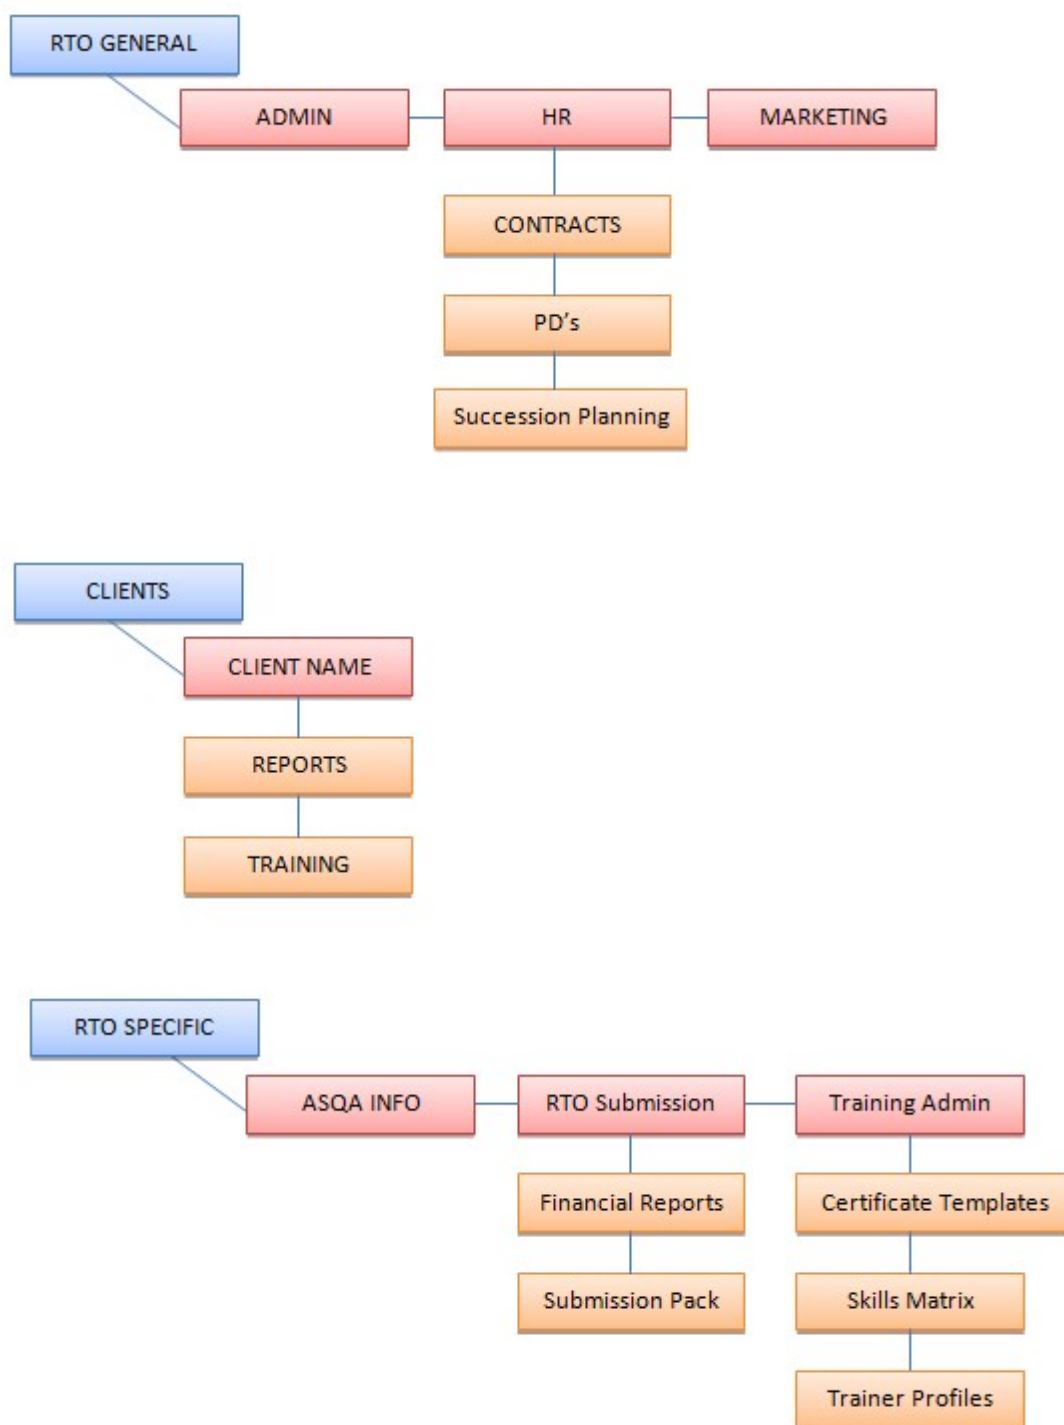 RTO GENERAL
ADMIN
HR
MARKETING
CONTRACTS
PD’s
Succession Planning
CLIENTS
CLIENT NAME
REPORTS
TRAINING
RTO SPECIFIC
ASQA INFO
RTO Submission
Training Admin
Financial Reports
Certificate Templates
Submission Pack
Skills Matrix
Trainer Profiles